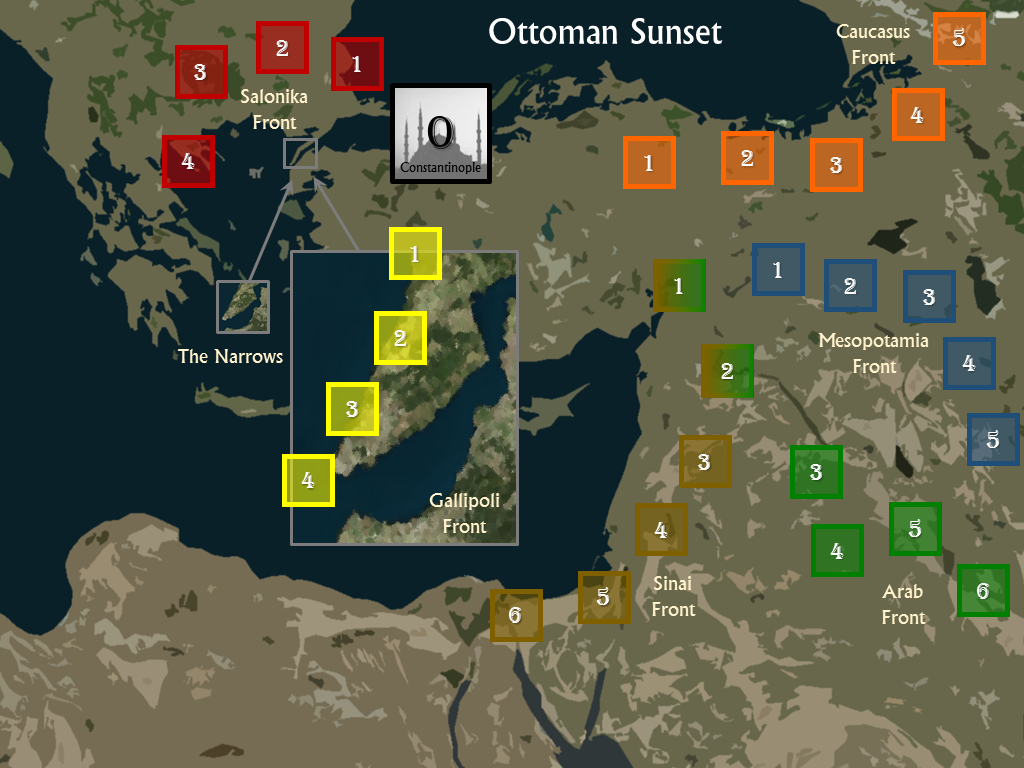 Ottoman Sunset
Caucasus
Front
5
2
3
1
Salonika
Front
4
0
Constantinople
4
1
2
3
1
2
3
4
The Narrows
Gallipoli
Front
1
2
1
2
3
4
5
Mesopotamia
Front
3
4
5
6
Sinai
Front
3
4
5
6
Arab
Front